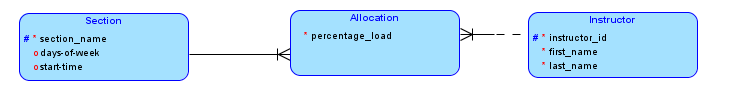 Section
# * section_name
o days-of-week
o start-time
Allocation
* percentage_load
Instructor
# * instructor_id
* first_name
* last_name